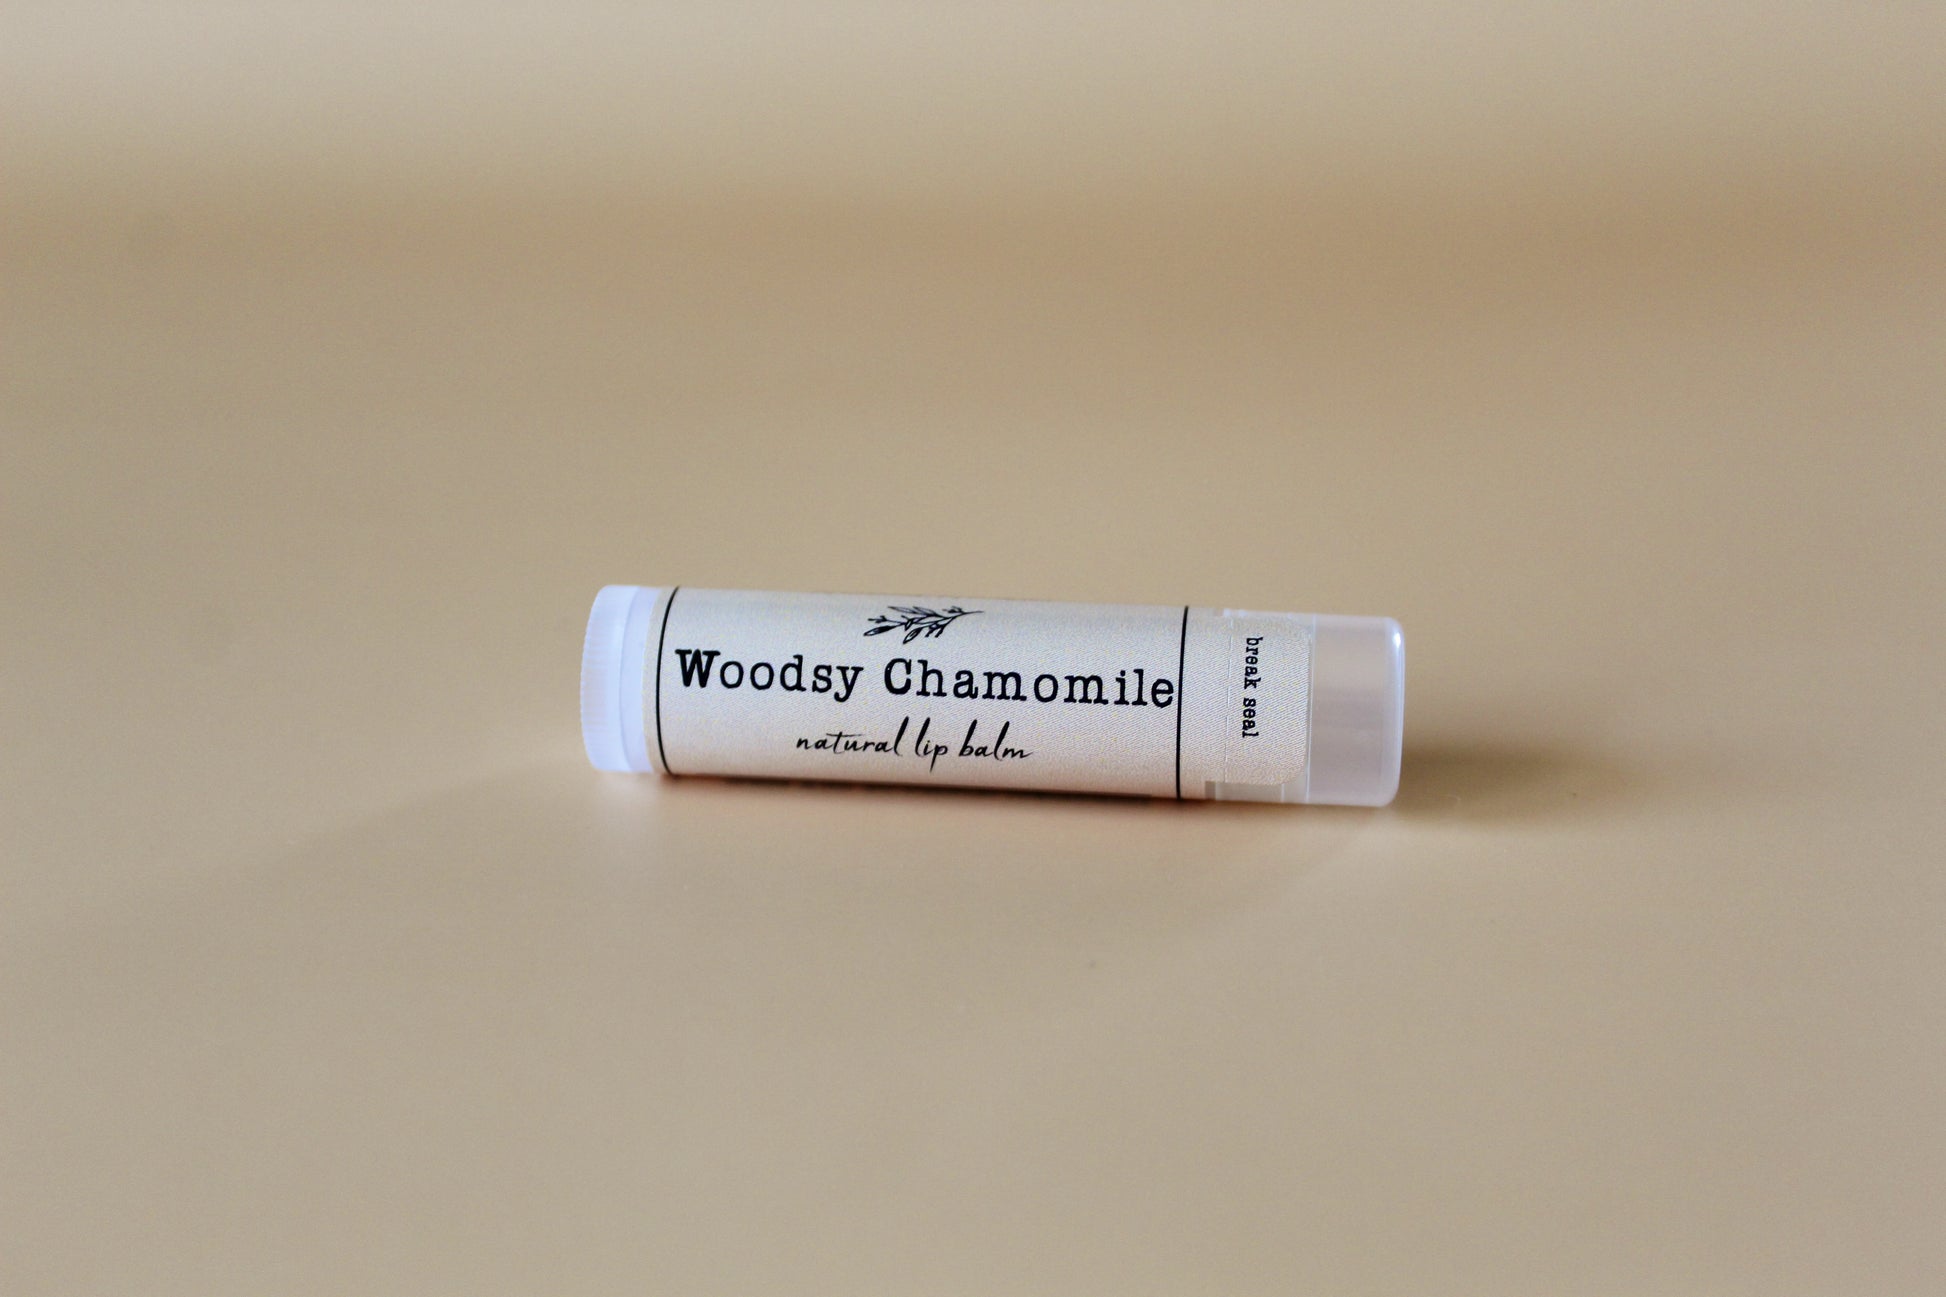 Woodsy Chamomile
natural lip balm
break seal